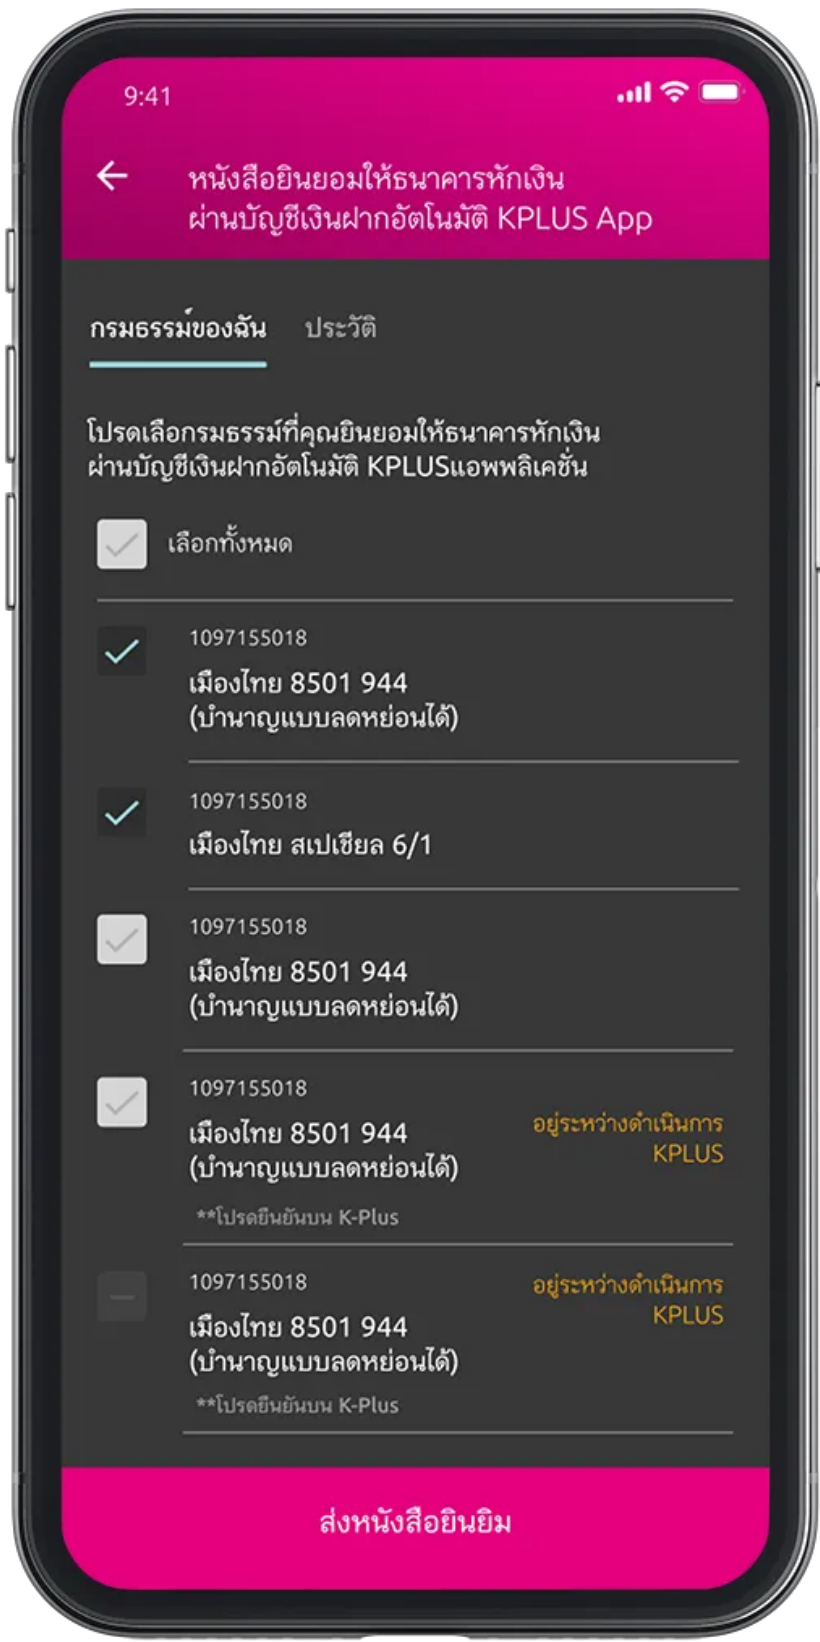 9:41
หนังสือยินยอมให้ธนาคารหักเงิน
ผ่านบัญชีเงินฝากอัตโนมัติ KPLUS App
กรมธรรม์ของฉัน ประวัติ
โปรดเลือกรมธรรม์ที่คุณยินยอมให้ธนาคารหักเงิน
ผ่านบัญชีเงินฝากอัตโนมัติ KPLUSแอพพลิเคชั่น
เลือกทั้งหมด
1097155018
เมืองไทย 8501 944
(บำนาญแบบลดหย่อนได้)
1097155018
เมืองไทย สเปเชียล 6/1
1097155018
เมืองไทย 8501 944
(บำนาญแบบลดหย่อนได้)
1097155018
เมืองไทย 8501 944
(บำนาญแบบลดหย่อนได้)
อยู่ระหว่างดำเนินการ
KPLUS
**โปรดยืนยันบน K-Plus
1097155018
เมืองไทย 8501 944
(บำนาญแบบลดหย่อนได้)
อยู่ระหว่างดำเนินการ
KPLUS
**โปรดยืนยันบน K-Plus
ส่งหนังสือยินยิม